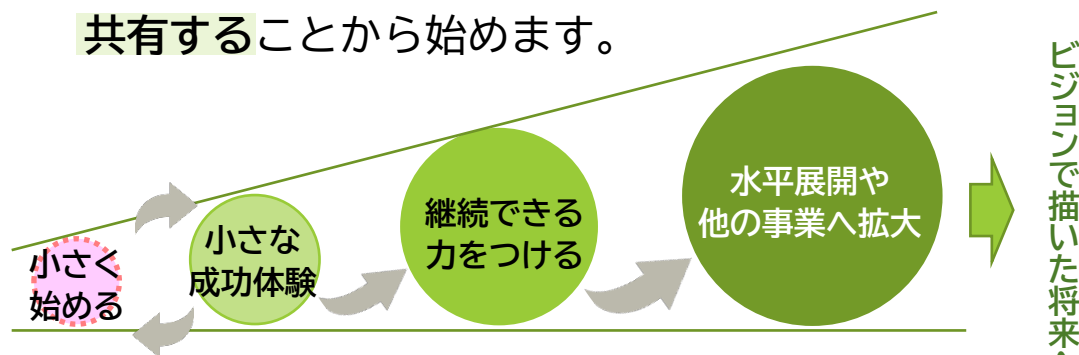 共有することから始めます。
小さく
始める
小さな
成功体験
継続できる
力をつける
水平展開や
他の事業へ拡大
ビジョンで描いた将来